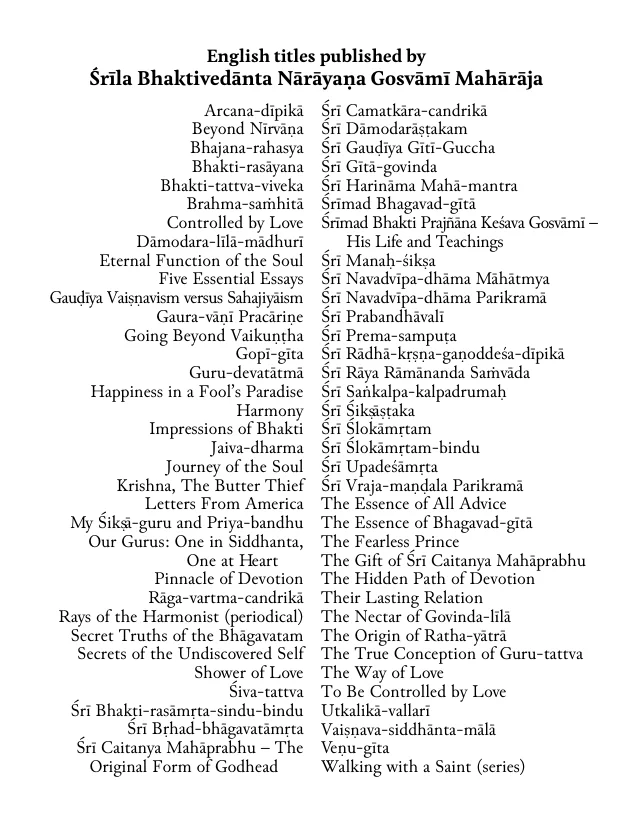 English titles published by
Śrīla Bhaktivedānta Nārāyaṇa Gosvāmī Mahārāja
Arcana-dīpikā
Beyond Nīrvāṇa
Bhajana-rahasya
Bhakti-rasāyana
Bhakti-tattva-viveka
Brahma-saṁhitā
Controlled by Love
Dāmodara-līlā-mādhurī
Eternal Function of the Soul
Five Essential Essays
Gauḍīya Vaiṣṇavism versus Sahajiyāism
Gaura-vāṇī Pracāriṇe
Going Beyond Vaikuṇṭha
Gopī-gīta
Guru-devatātmā
Happiness in a Fool’s Paradise
Harmony
Impressions of Bhakti
Jaiva-dharma
Journey of the Soul
Krishna, The Butter Thief
Letters From America
My Śikṣā-guru and Priya-bandhu
Our Gurus: One in Siddhanta,
One at Heart
Pinnacle of Devotion
Rāga-vartma-candrikā
Rays of the Harmonist (periodical)
Secret Truths of the Bhāgavatam
Secrets of the Undiscovered Self
Shower of Love
Śiva-tattva
Śrī Bhakti-rasāmṛta-sindu-bindu
Śrī Bṛhad-bhāgavatāmṛta
Śrī Caitanya Mahāprabhu – The
Original Form of Godhead
Śrī Camatkāra-candrikā
Śrī Dāmodarāṣṭakam
Śrī Gauḍīya Gītī-Guccha
Śrī Gītā-govinda
Śrī Harināma Mahā-mantra
Śrīmad Bhagavad-gītā
Śrīmad Bhakti Prajñāna Keśava Gosvāmī –
His Life and Teachings
Śrī Manaḥ-śikṣa
Śrī Navadvīpa-dhāma Māhātmya
Śrī Navadvīpa-dhāma Parikramā
Śrī Prabandhāvalī
Śrī Prema-sampuṭa
Śrī Rādhā-kṛṣṇa-gaṇoddeśa-dīpikā
Śrī Rāya Rāmānanda Saṁvāda
Śrī Saṅkalpa-kalpadrumaḥ
Śrī Śikṣāṣṭaka
Śrī Ślokāmṛtam
Śrī Ślokāmṛtam-bindu
Śrī Upadeśāmṛta
Śrī Vraja-maṇḍala Parikramā
The Essence of All Advice
The Essence of Bhagavad-gītā
The Fearless Prince
The Gift of Śrī Caitanya Mahāprabhu
The Hidden Path of Devotion
Their Lasting Relation
The Nectar of Govinda-līlā
The Origin of Ratha-yātrā
The True Conception of Guru-tattva
The Way of Love
To Be Controlled by Love
Utkalikā-vallarī
Vaiṣṇava-siddhānta-mālā
Veṇu-gīta
Walking with a Saint (series)